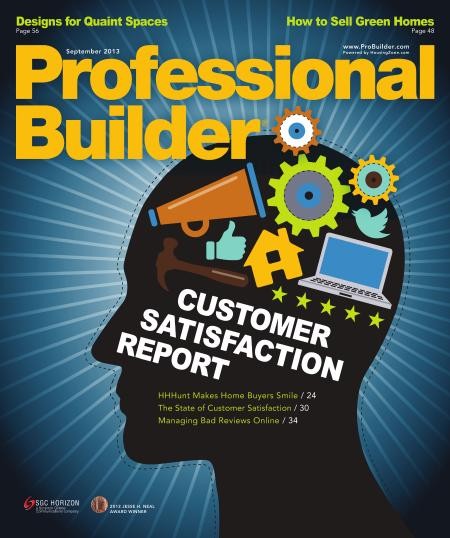 Designs for Quaint Spaces
Page 56
How to Sell Green Homes
Page 48
September 2013
www.ProBuilder.com
Powered by HousingZone.com
Professional
Builder
CUSTOMER
SATISFACTION
REPORT
HHHunt Makes Home Buyers Smile / 24
The State of Customer Satisfaction / 30
Managing Bad Reviews Online / 34
SGC HORIZON
2012 JESSE H. NEAL
AWARD WINNER